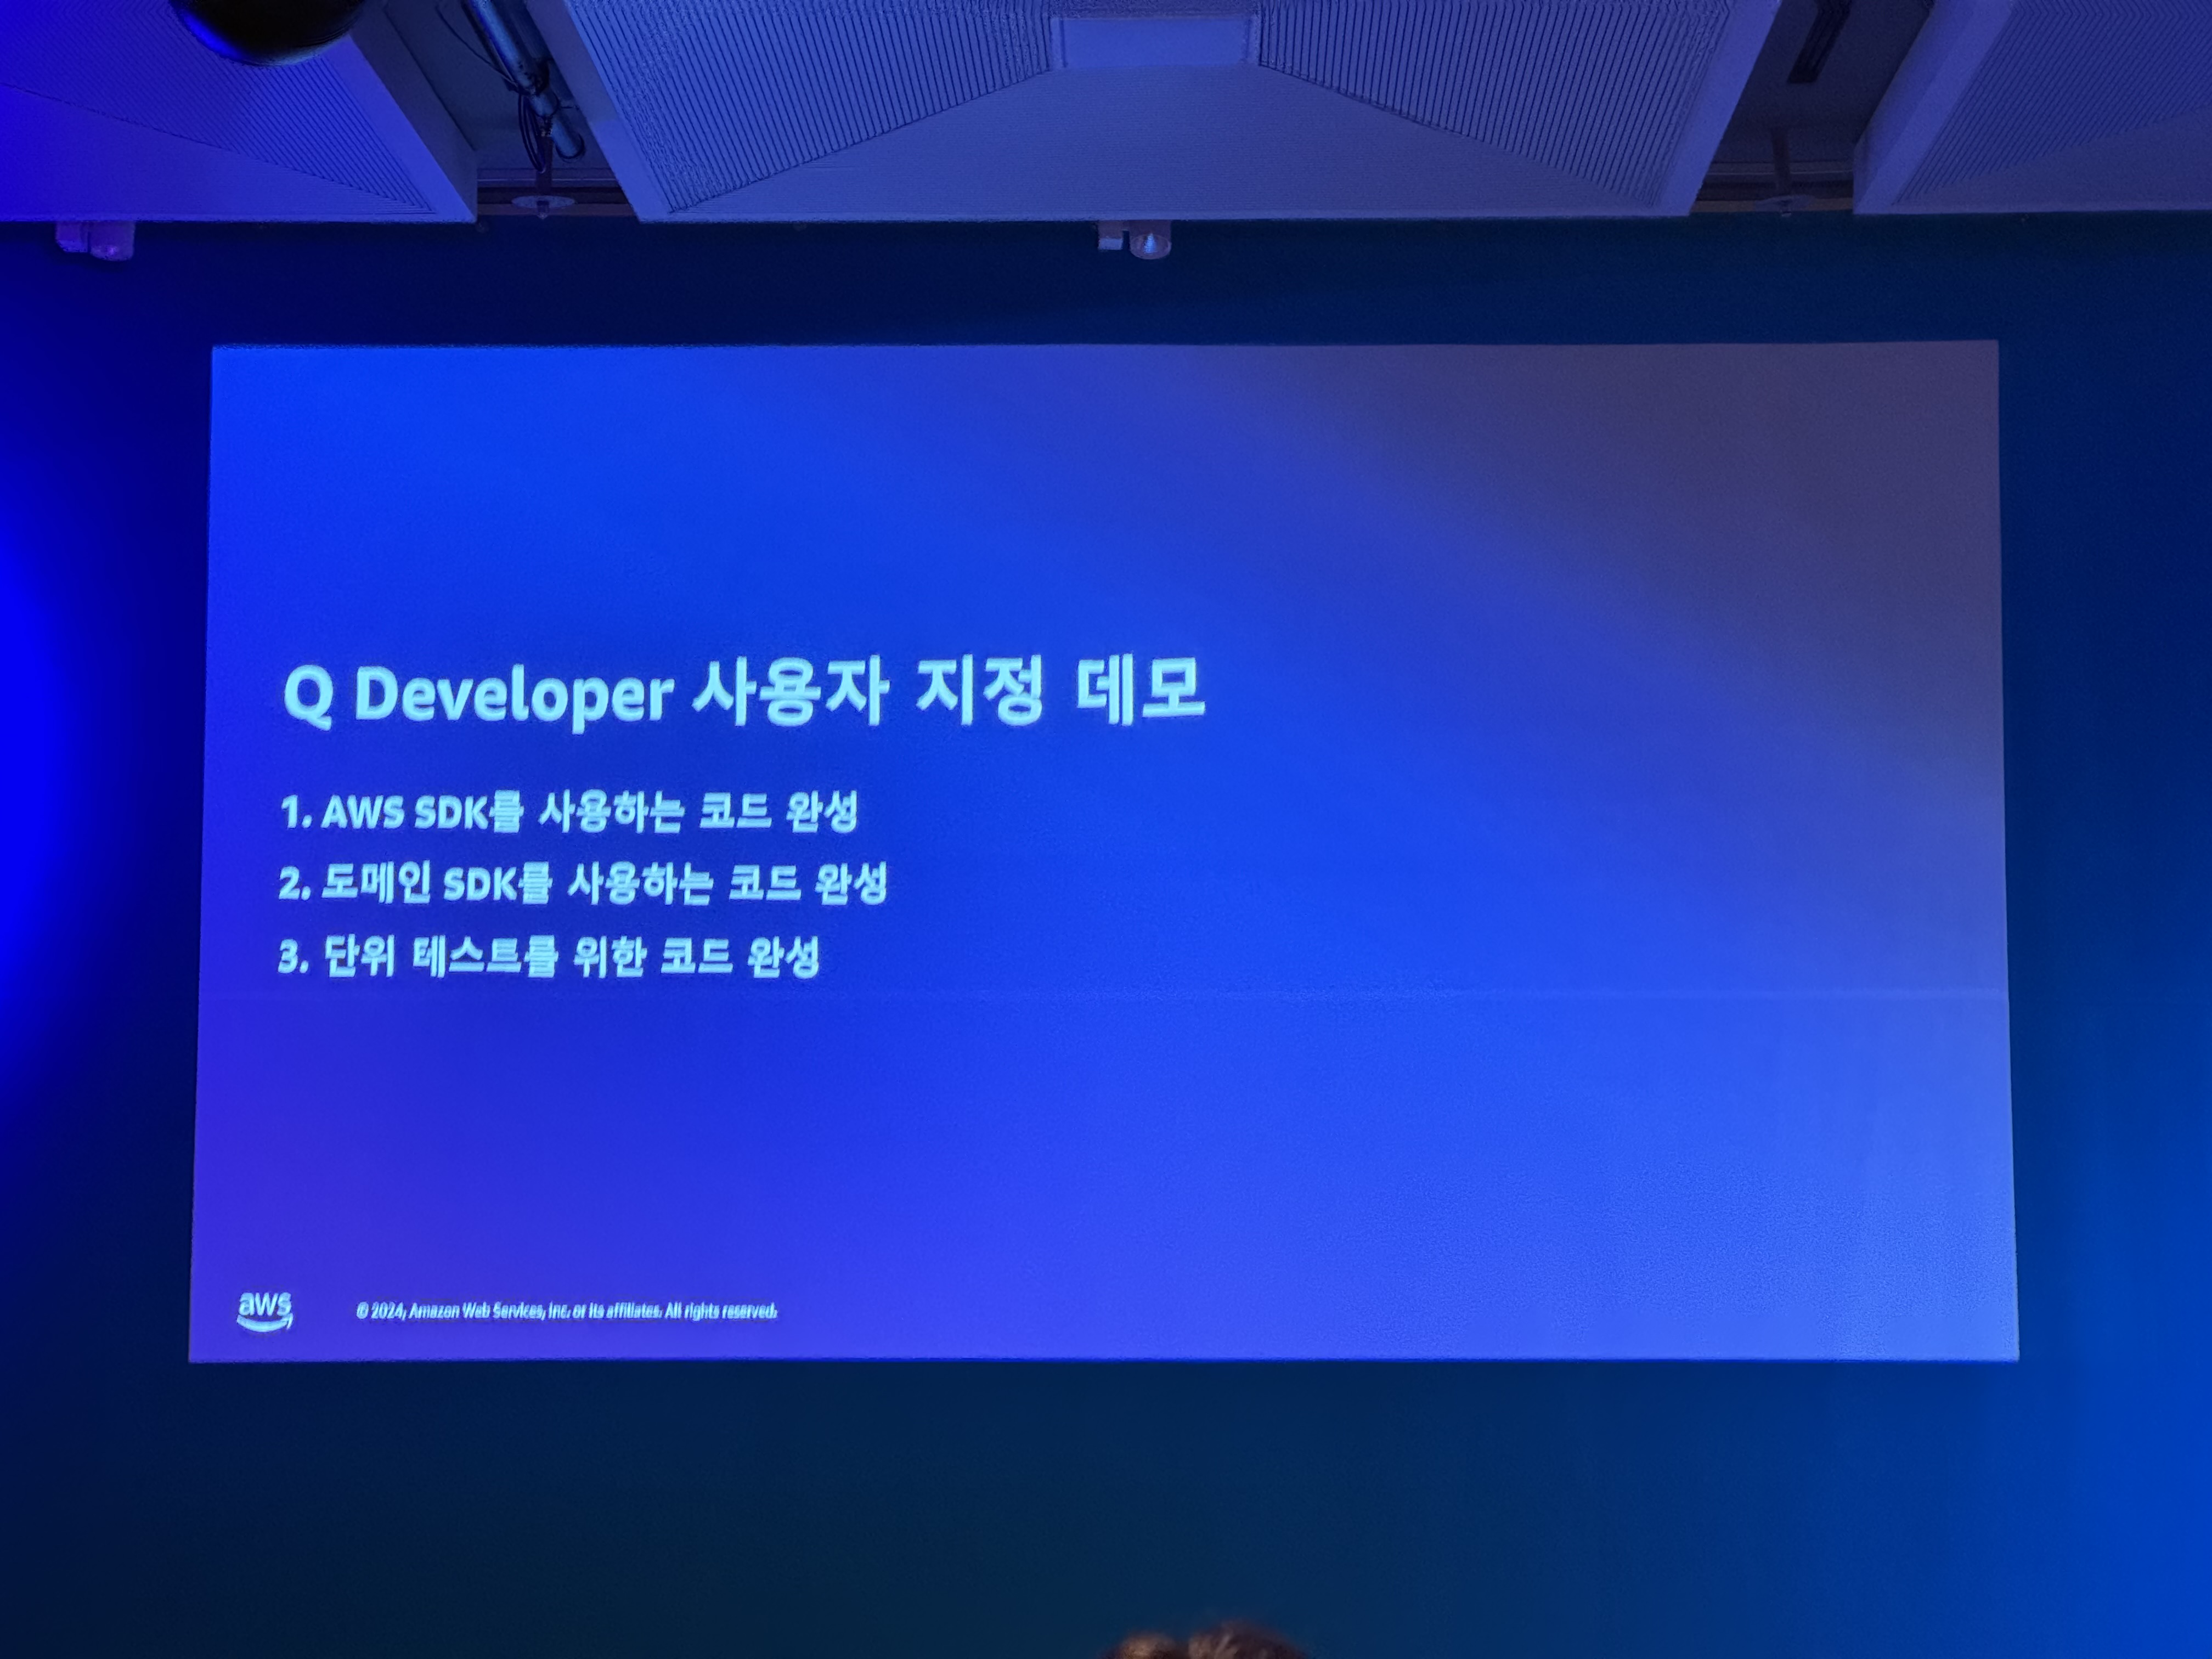 Q Developer 사용자 지정 데모
1. AWS SDK를 사용하는 코드 완성
2. 도메인 SDK를 사용하는 코드 완성
3. 단위 테스트를 위한 코드 완성
aws
© 2024, Amazon Web Services, Inc. or its affiliates. All rights reserved.